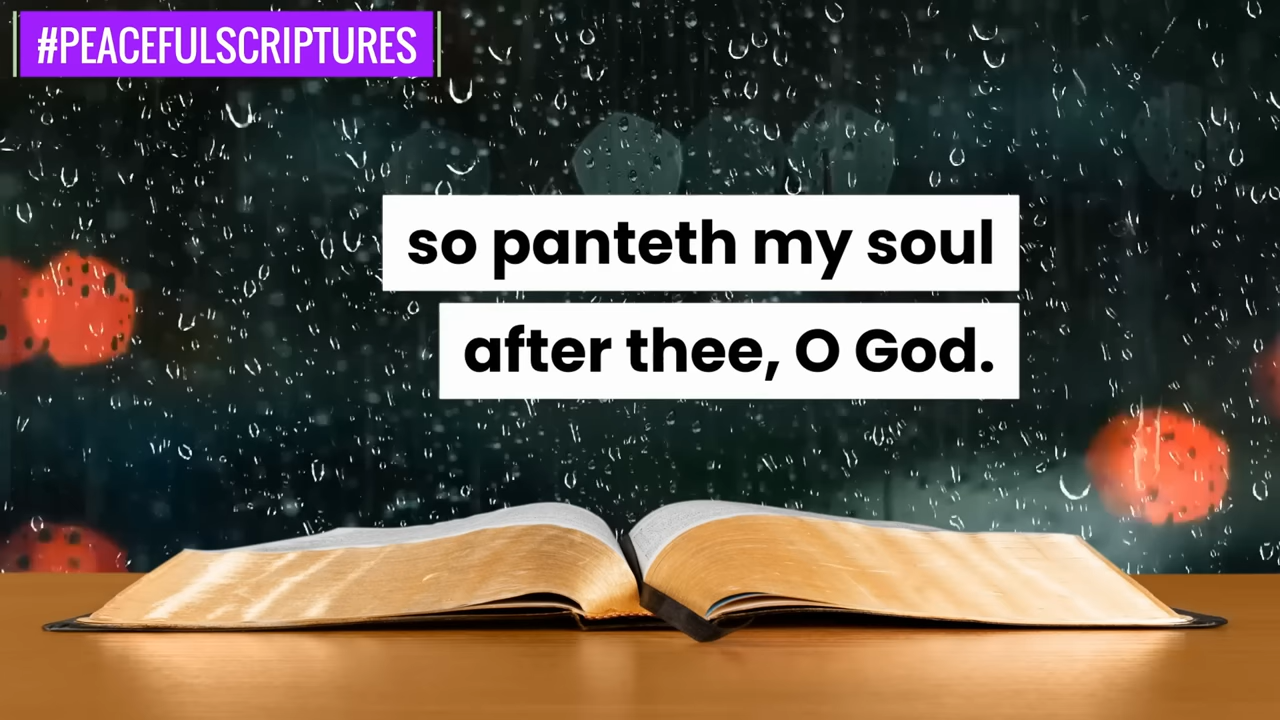 #PEACEFULSCRIPTURES
so panteth my soul
after thee, O God.